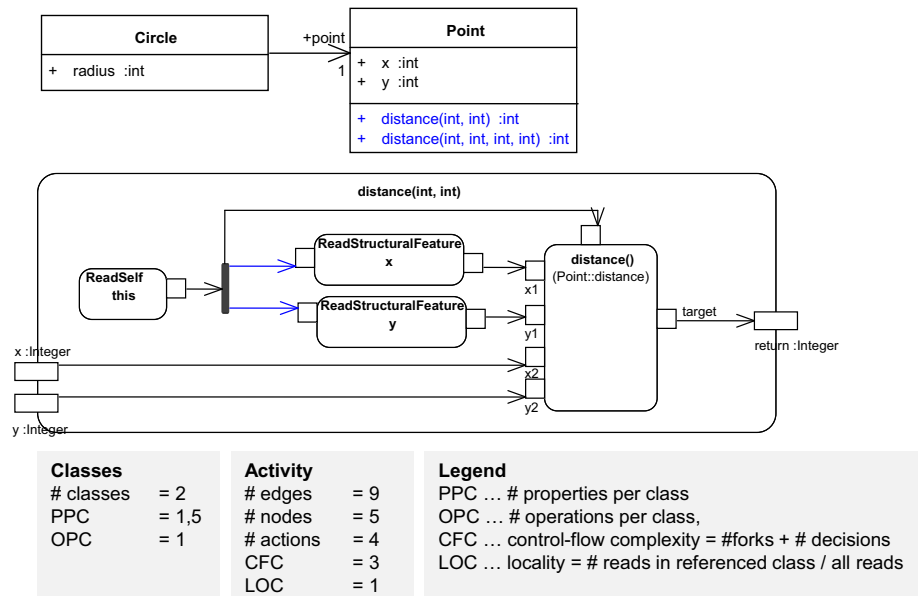 Circle
+ radius :int
+point
1
Point
+ x :int
+ y :int
+ distance(int, int) :int
+ distance(int, int, int, int) :int
distance(int, int)
ReadSelf
this
ReadStructuralFeature
x
ReadStructuralFeature
y
distance()
(Point::distance)
x1
y1
x2
y2
target
return :Integer
x :Integer
y :Integer
Classes
# classes = 2
PPC = 1,5
OPC = 1
Activity
# edges = 9
# nodes = 5
# actions = 4
CFC = 3
LOC = 1
Legend
PPC … # properties per class
OPC … # operations per class,
CFC … control-flow complexity = #forks + # decisions
LOC … locality = # reads in referenced class / all reads